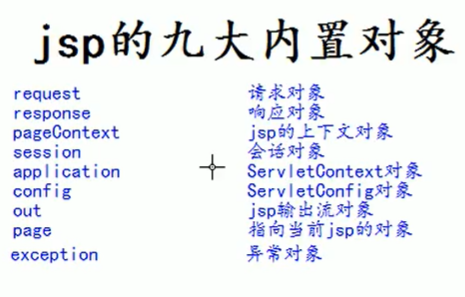 jsp的九大内置对象
request 请求对象
response 响应对象
pageContext jsp的上下文对象
session 会话对象
application ServletContext对象
config ServletConfig对象
out jsp输出流对象
page 指向当前jsp的对象
exception 异常对象